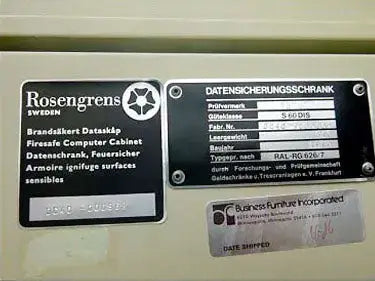 Rosengrens
SWEDEN
Brandsäkert Dataskåp
Firesafe Computer Cabinet
Datenschrank, Feuersicher
Armoire ignifuge surfaces
sensibles
DATENSICHERUNGSSCHRANK
Prüfvermerk
Güteklasse S 60 DIS
Fabr. Nr.
Leergewicht
Baujahr
Typgepr. nach RAL-RG 626/7
durch Forschungs- und Prüfgemeinschaft
Geldschränke u. Tresoranlagen e. V. Frankfurt
Business Furniture Incorporated
DATE SHIPPED